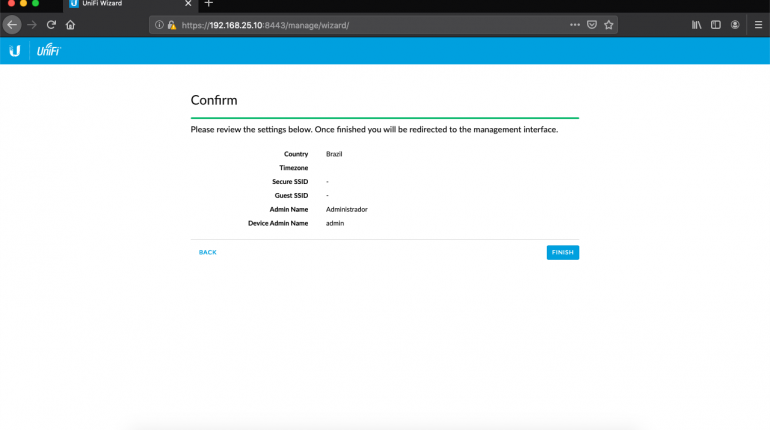 UniFi Wizard
https://192.168.25.10:8443/manage/wizard/
UniFi
Confirm
Please review the settings below. Once finished you will be redirected to the management interface.
Country Brazil
Timezone
Secure SSID -
Guest SSID -
Admin Name Administrador
Device Admin Name admin
BACK FINISH